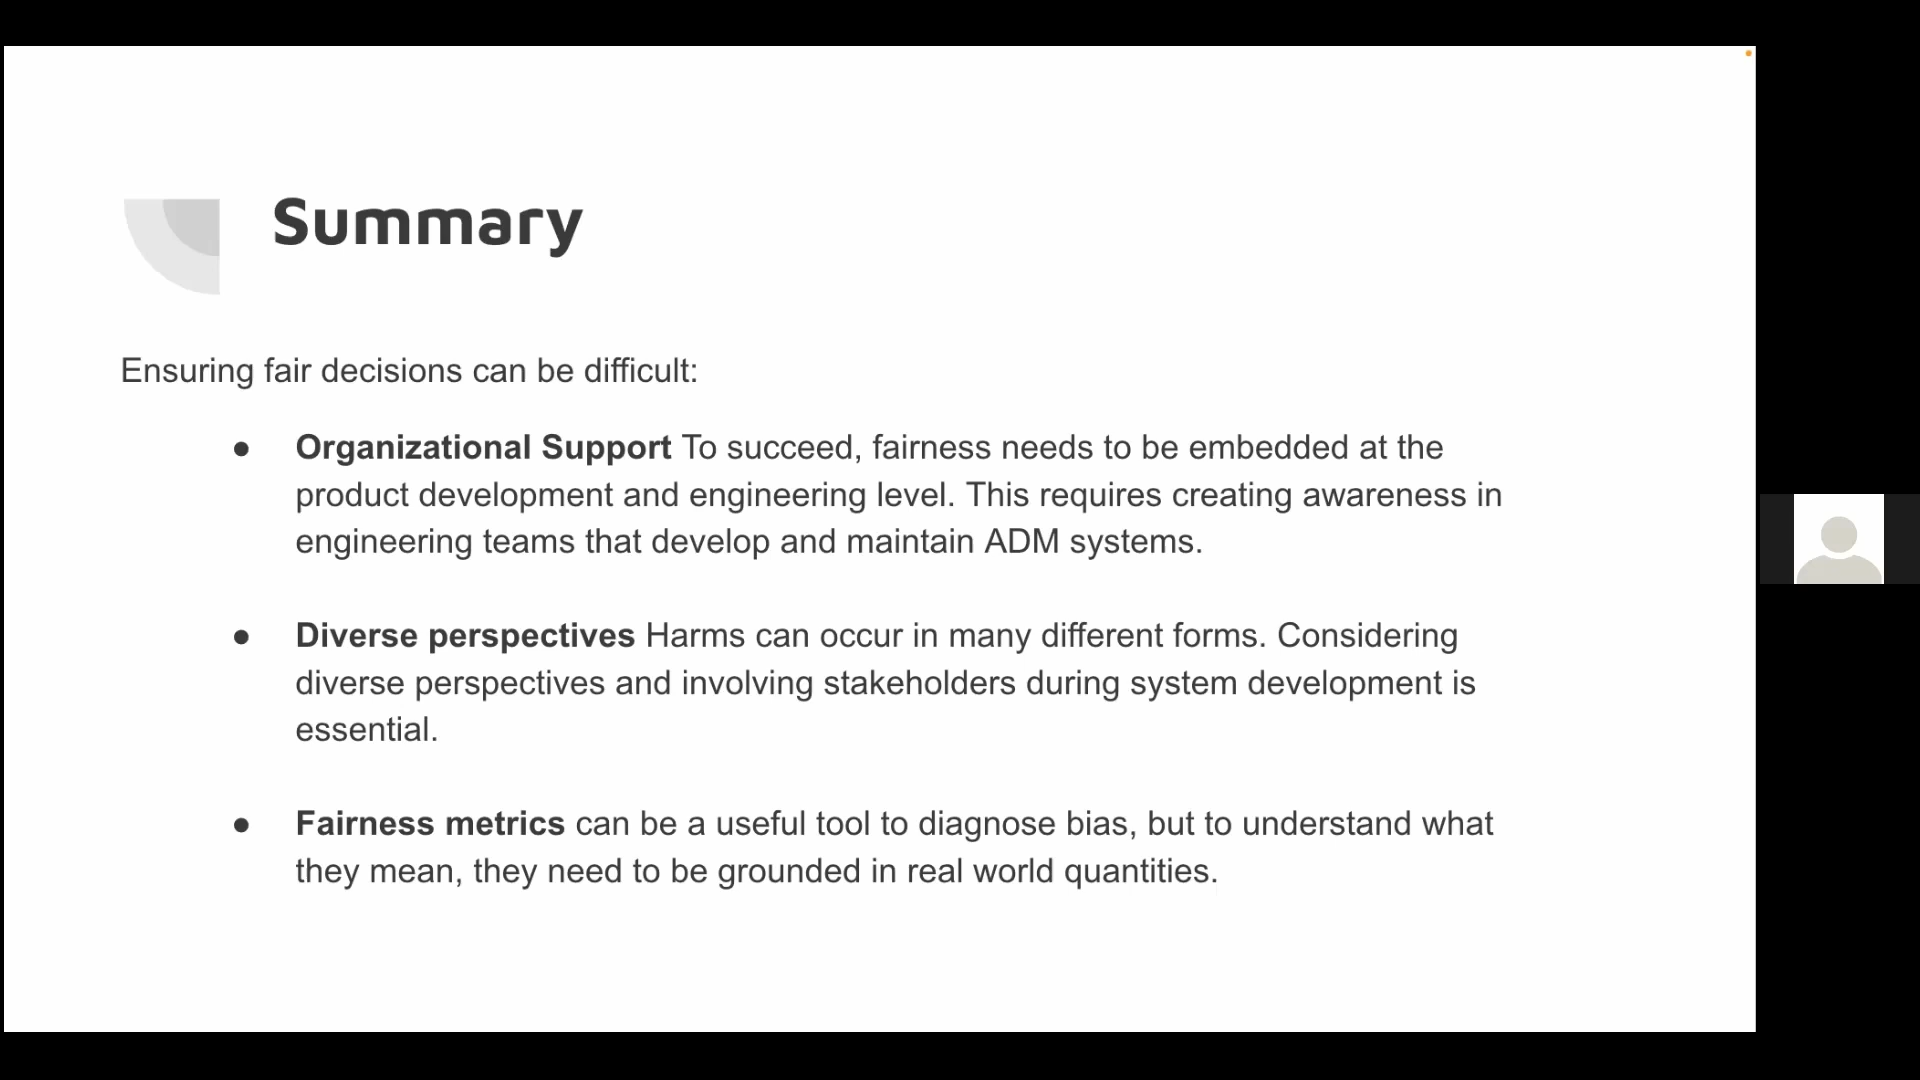 Summary
Ensuring fair decisions can be difficult:
● Organizational Support To succeed, fairness needs to be embedded at the
product development and engineering level. This requires creating awareness in
engineering teams that develop and maintain ADM systems.
● Diverse perspectives Harms can occur in many different forms. Considering
diverse perspectives and involving stakeholders during system development is
essential.
● Fairness metrics can be a useful tool to diagnose bias, but to understand what
they mean, they need to be grounded in real world quantities.